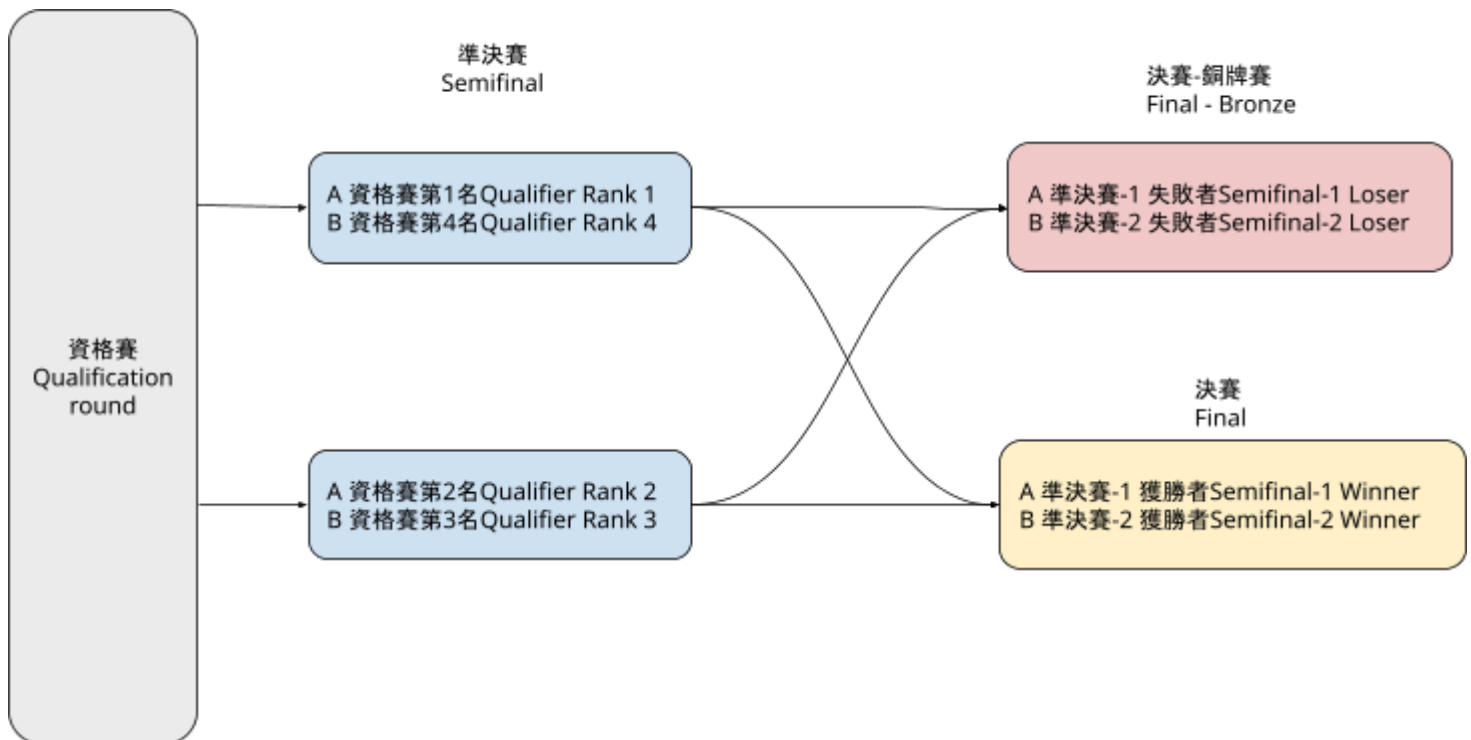 資格賽
Qualification
round
準決賽
Semifinal
A 資格賽第1名Qualifier Rank 1
B 資格賽第4名Qualifier Rank 4
A 資格賽第2名Qualifier Rank 2
B 資格賽第3名Qualifier Rank 3
決賽-銅牌賽
Final - Bronze
A 準決賽-1 失敗者Semifinal-1 Loser
B 準決賽-2 失敗者Semifinal-2 Loser
決賽
Final
A 準決賽-1 獲勝者Semifinal-1 Winner
B 準決賽-2 獲勝者Semifinal-2 Winner